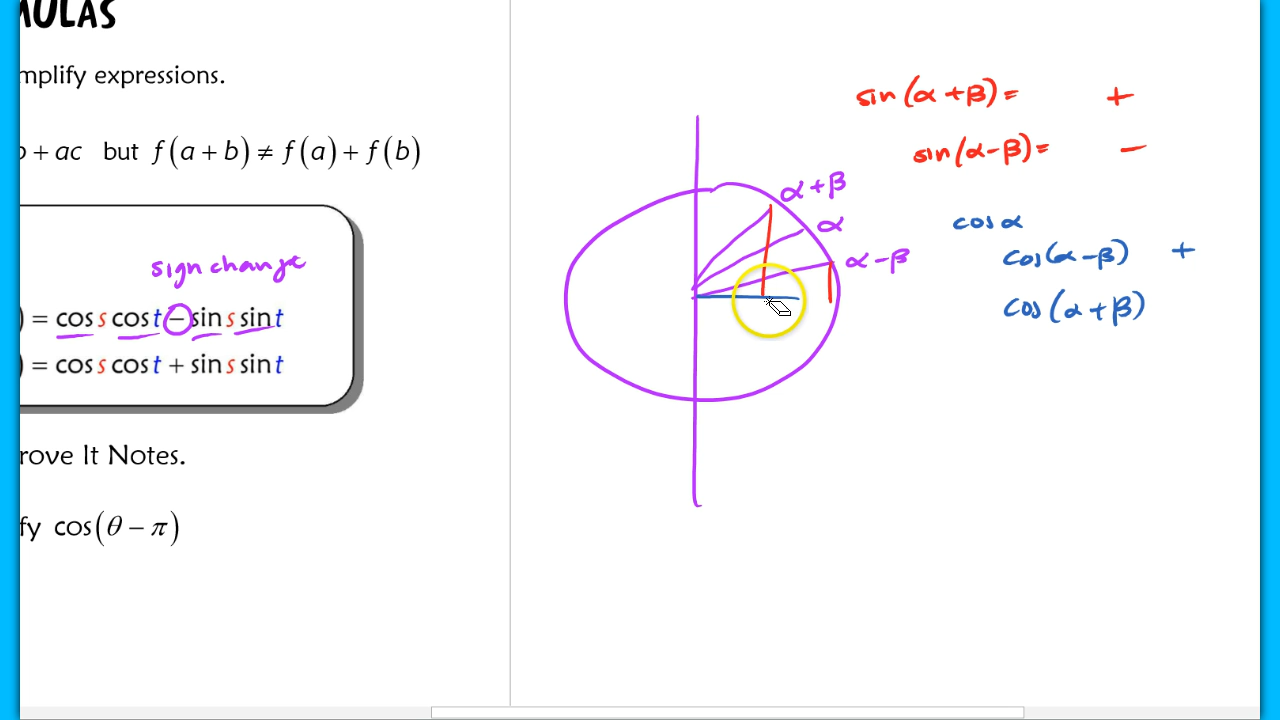 MULAS
mplify expressions.
+ ac but f(a + b) ≠ f(a) + f(b)
sign change
) = cos s cos t − sin s sin t
) = cos s cos t + sin s sin t
rove It Notes.
fy cos(θ − π)
sin(α + β) = +
sin(α − β) = −
α + β
α
α − β
cos α
cos(α − β) +
cos(α + β)